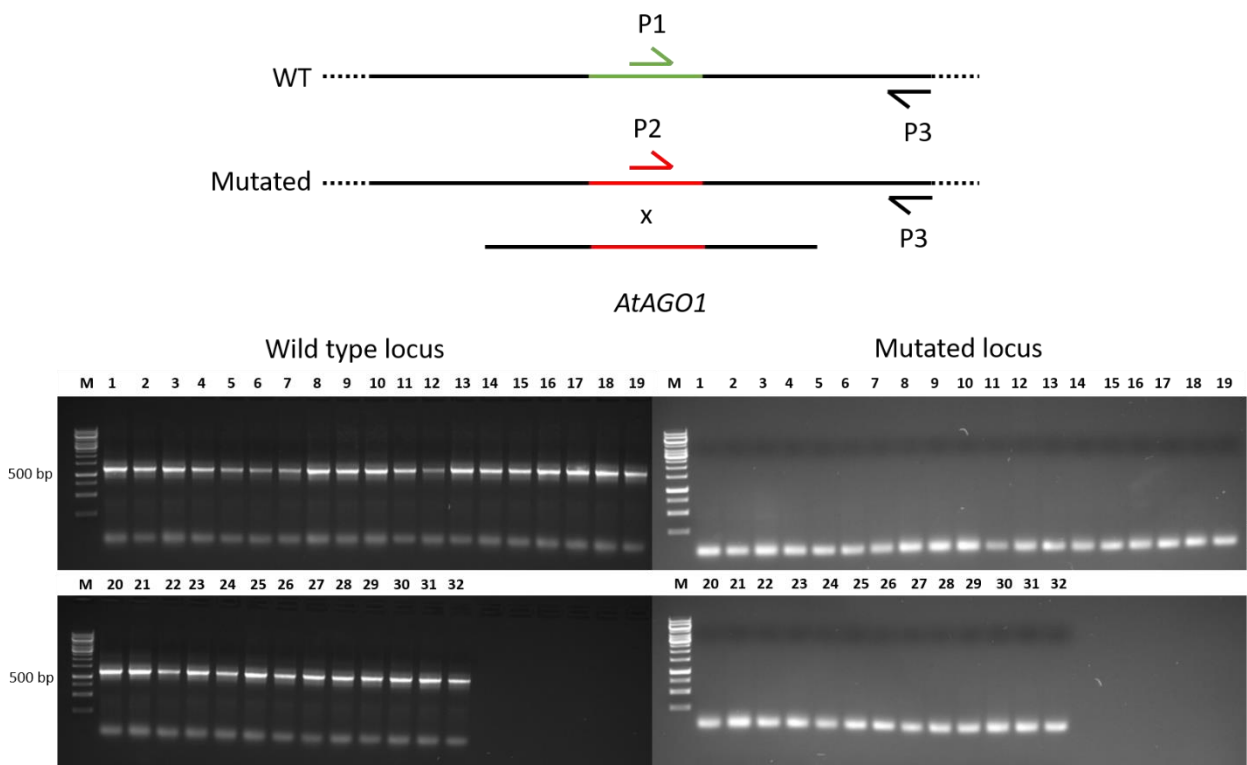 P1
WT
P3
P2
Mutated
x
P3
AtAGO1
Wild type locus
Mutated locus
M 1 2 3 4 5 6 7 8 9 10 11 12 13 14 15 16 17 18 19
M 1 2 3 4 5 6 7 8 9 10 11 12 13 14 15 16 17 18 19
500 bp
M 20 21 22 23 24 25 26 27 28 29 30 31 32
M 20 21 22 23 24 25 26 27 28 29 30 31 32
500 bp